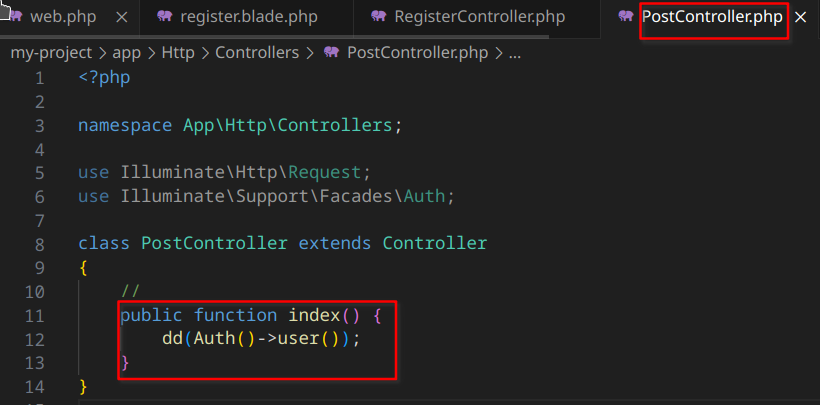 web.php register.blade.php RegisterController.php PostController.php
my-project > app > Http > Controllers > PostController.php > ...
1 <?php
2
3 namespace App\Http\Controllers;
4
5 use Illuminate\Http\Request;
6 use Illuminate\Support\Facades\Auth;
7
8 class PostController extends Controller
9 {
10 //
11 public function index() {
12 dd(Auth()->user());
13 }
14 }